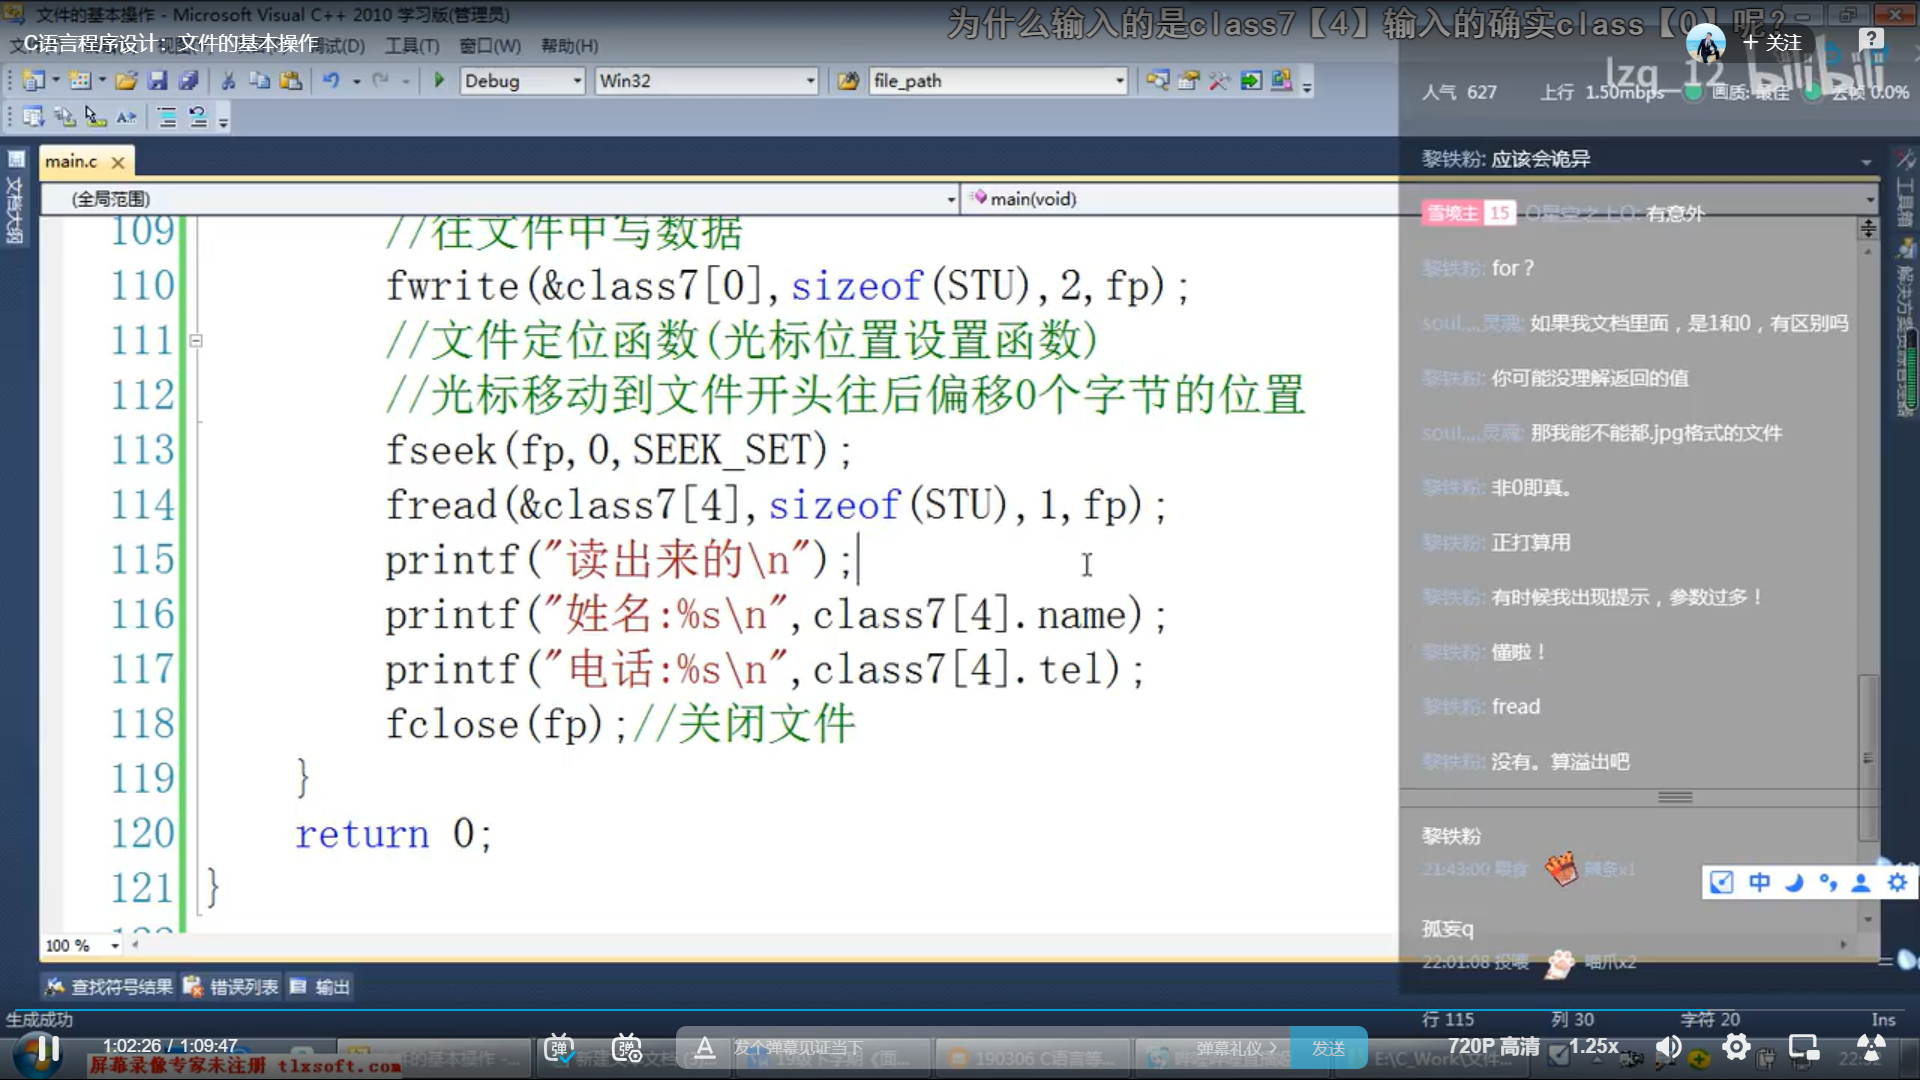 文件的基本操作 - Microsoft Visual C++ 2010 学习版(管理员)
为什么输入的是class7【4】输入的确实class【0】呢?
C语言程序设计:文件的基本操作
工具(T) 窗口(W) 帮助(H)
+ 关注
Debug Win32 file_path
lzq_12 bilibili
人气 627 上行 1.50mbps 画质: 最佳 丢帧 0.0%
main.c
文档大纲
工具箱
(全局范围) main(void)
109 //往文件中写数据
110 fwrite(&class7[0],sizeof(STU),2,fp);
111 //文件定位函数(光标位置设置函数)
112 //光标移动到文件开头往后偏移0个字节的位置
113 fseek(fp,0,SEEK_SET);
114 fread(&class7[4],sizeof(STU),1,fp);
115 printf("读出来的\n");
116 printf("姓名:%s\n",class7[4].name);
117 printf("电话:%s\n",class7[4].tel);
118 fclose(fp);//关闭文件
119 }
120 return 0;
121 }
100 %
黎铁粉: 应该会诡异
雪境主 15 O星空之上O: 有意外
黎铁粉: for？
soul,,,,灵魂: 如果我文档里面，是1和0，有区别吗
黎铁粉: 你可能没理解返回的值
soul,,,,灵魂: 那我能不能都.jpg格式的文件
黎铁粉: 非0即真。
黎铁粉: 正打算用
黎铁粉: 有时候我出现提示，参数过多！
黎铁粉: 懂啦！
黎铁粉: fread
黎铁粉: 没有。算溢出吧
黎铁粉
21:43:00 喂食 辣条x1
中
孤妄q
22:01:08 投喂 喵爪x2
查找符号结果 错误列表 输出
生成成功 行 115 列 30 字符 20 Ins
1:02:26 / 1:09:47
屏幕录像专家未注册 tlxsoft.com
发个弹幕见证当下 弹幕礼仪 > 发送
190306 C语言等...
720P 高清 1.25x